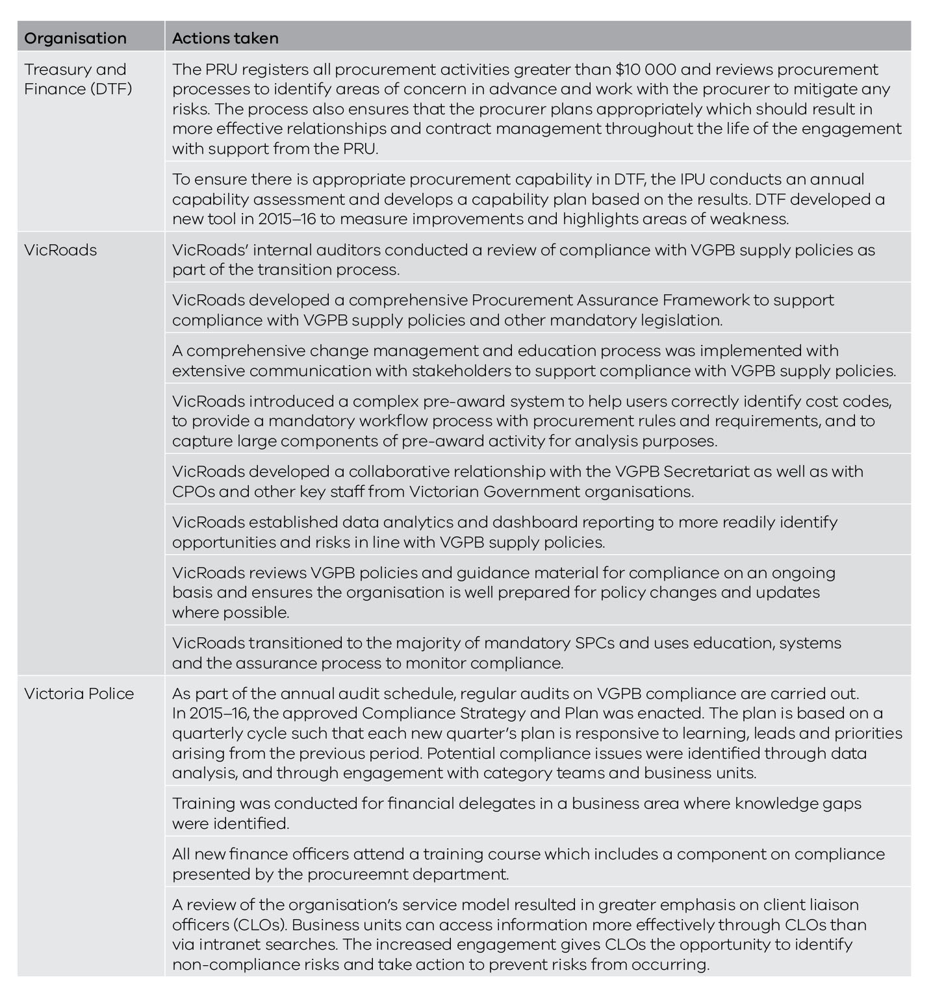 Organisation
Actions taken
Treasury and
Finance (DTF)
The PRU registers all procurement activities greater than $10 000 and reviews procurement
processes to identify areas of concern in advance and work with the procurer to mitigate any
risks. The process also ensures that the procurer plans appropriately which should result in
more effective relationships and contract management throughout the life of the engagement
with support from the PRU.
To ensure there is appropriate procurement capability in DTF, the IPU conducts an annual
capability assessment and develops a capability plan based on the results. DTF developed a
new tool in 2015–16 to measure improvements and highlights areas of weakness.
VicRoads
VicRoads’ internal auditors conducted a review of compliance with VGPB supply policies as
part of the transition process.
VicRoads developed a comprehensive Procurement Assurance Framework to support
compliance with VGPB supply policies and other mandatory legislation.
A comprehensive change management and education process was implemented with
extensive communication with stakeholders to support compliance with VGPB supply policies.
VicRoads introduced a complex pre-award system to help users correctly identify cost codes,
to provide a mandatory workflow process with procurement rules and requirements, and to
capture large components of pre-award activity for analysis purposes.
VicRoads developed a collaborative relationship with the VGPB Secretariat as well as with
CPOs and other key staff from Victorian Government organisations.
VicRoads established data analytics and dashboard reporting to more readily identify
opportunities and risks in line with VGPB supply policies.
VicRoads reviews VGPB policies and guidance material for compliance on an ongoing
basis and ensures the organisation is well prepared for policy changes and updates
where possible.
VicRoads transitioned to the majority of mandatory SPCs and uses education, systems
and the assurance process to monitor compliance.
Victoria Police
As part of the annual audit schedule, regular audits on VGPB compliance are carried out.
In 2015–16, the approved Compliance Strategy and Plan was enacted. The plan is based on a
quarterly cycle such that each new quarter’s plan is responsive to learning, leads and priorities
arising from the previous period. Potential compliance issues were identified through data
analysis, and through engagement with category teams and business units.
Training was conducted for financial delegates in a business area where knowledge gaps
were identified.
All new finance officers attend a training course which includes a component on compliance
presented by the procureemnt department.
A review of the organisation’s service model resulted in greater emphasis on client liaison
officers (CLOs). Business units can access information more effectively through CLOs than
via intranet searches. The increased engagement gives CLOs the opportunity to identify
non-compliance risks and take action to prevent risks from occurring.